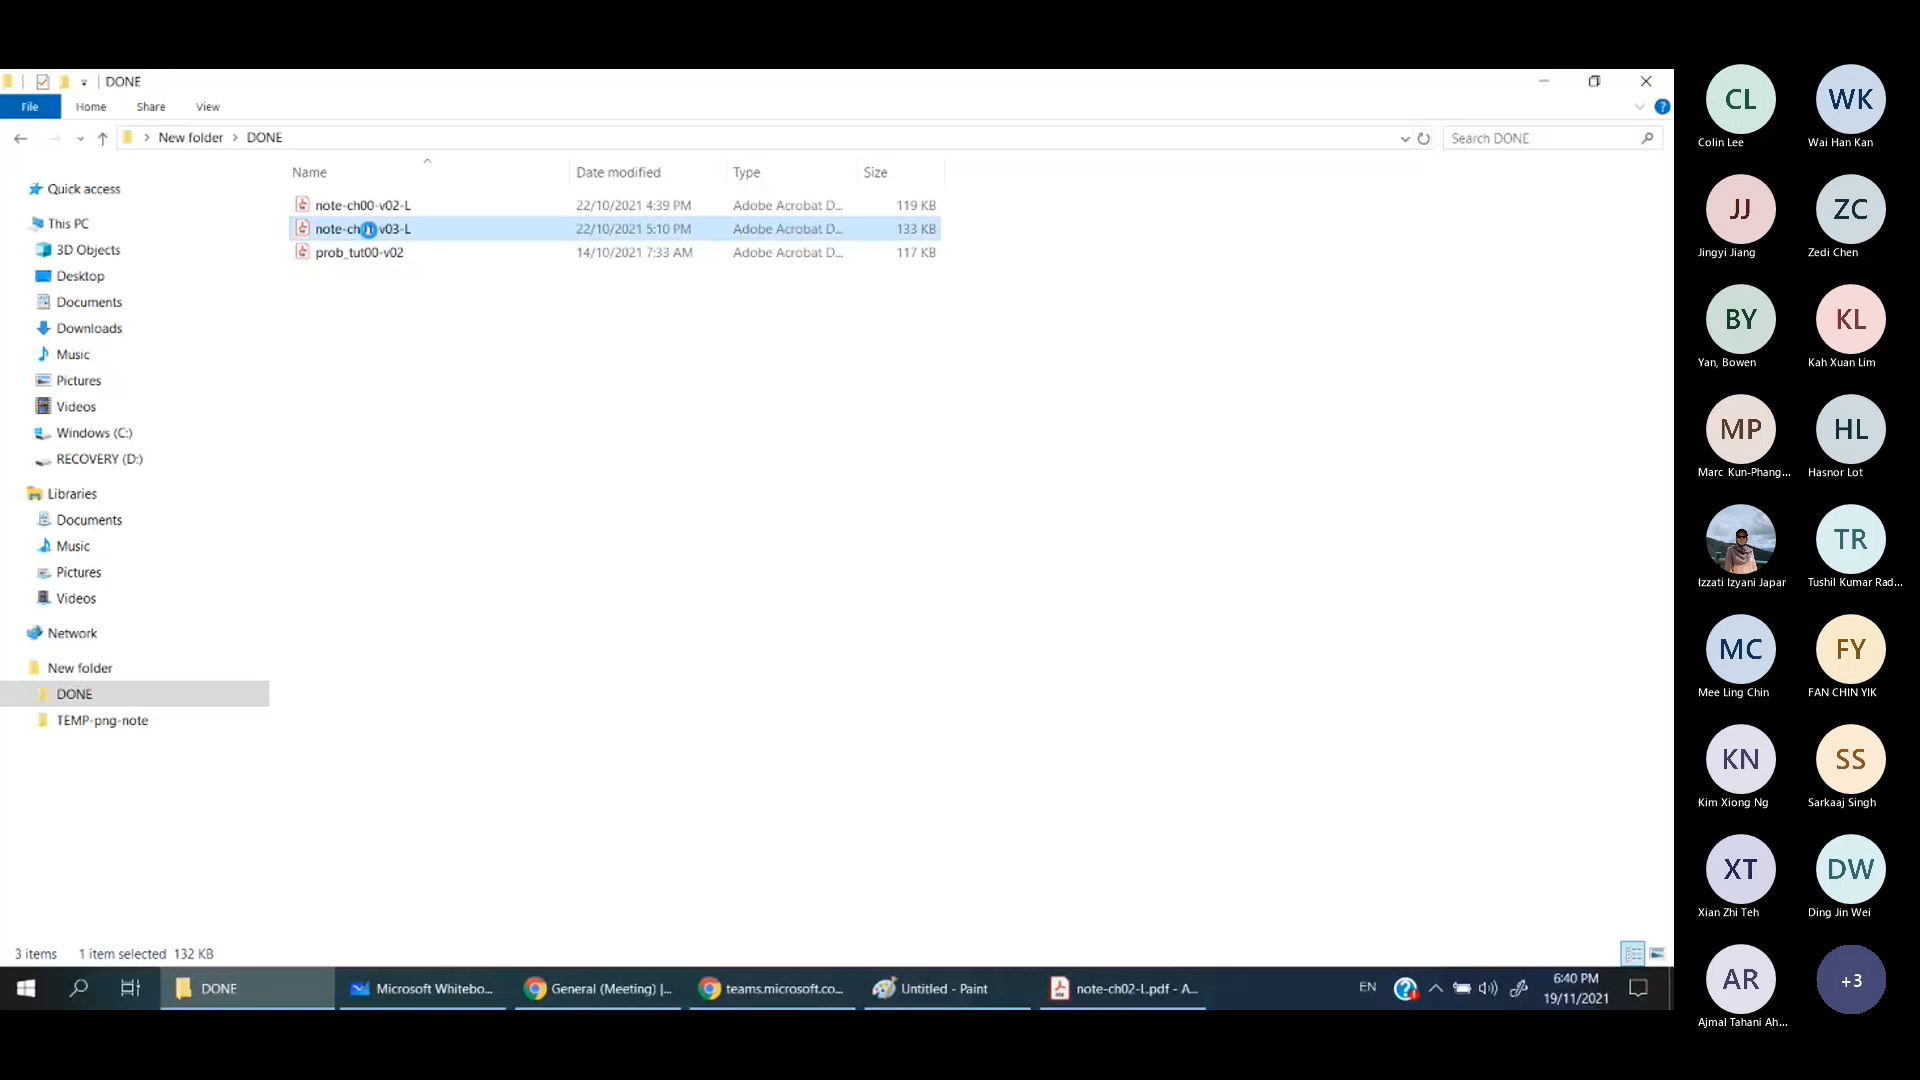 DONE
File Home Share View
New folder > DONE
Search DONE
Name Date modified Type Size
note-ch00-v02-L 22/10/2021 4:39 PM Adobe Acrobat D... 119 KB
v03-L 22/10/2021 5:10 PM Adobe Acrobat D... 133 KB
prob_tut00-v02 14/10/2021 7:33 AM Adobe Acrobat D... 117 KB
Quick access
This PC
3D Objects
Desktop
Documents
Downloads
Music
Pictures
Videos
Windows (C:)
RECOVERY (D:)
Libraries
Documents
Music
Pictures
Videos
Network
New folder
DONE
TEMP-png-note
3 items 1 item selected 132 KB
DONE
Microsoft Whitebo...
General (Meeting) |...
teams.microsoft.co...
Untitled - Paint
note-ch02-L.pdf - A...
EN
6:40 PM
19/11/2021
CL WK
Colin Lee Wai Han Kan
JJ ZC
Jingyi Jiang Zedi Chen
BY KL
Yan, Bowen Kah Xuan Lim
MP HL
Marc Kun-Phang... Hasnor Lot
TR
Izzati Izyani Japar Tushil Kumar Rad...
MC FY
Mee Ling Chin FAN CHIN YIK
KN SS
Kim Xiong Ng Sarkaaj Singh
XT DW
Xian Zhi Teh Ding Jin Wei
AR +3
Ajmal Tahani Ah...